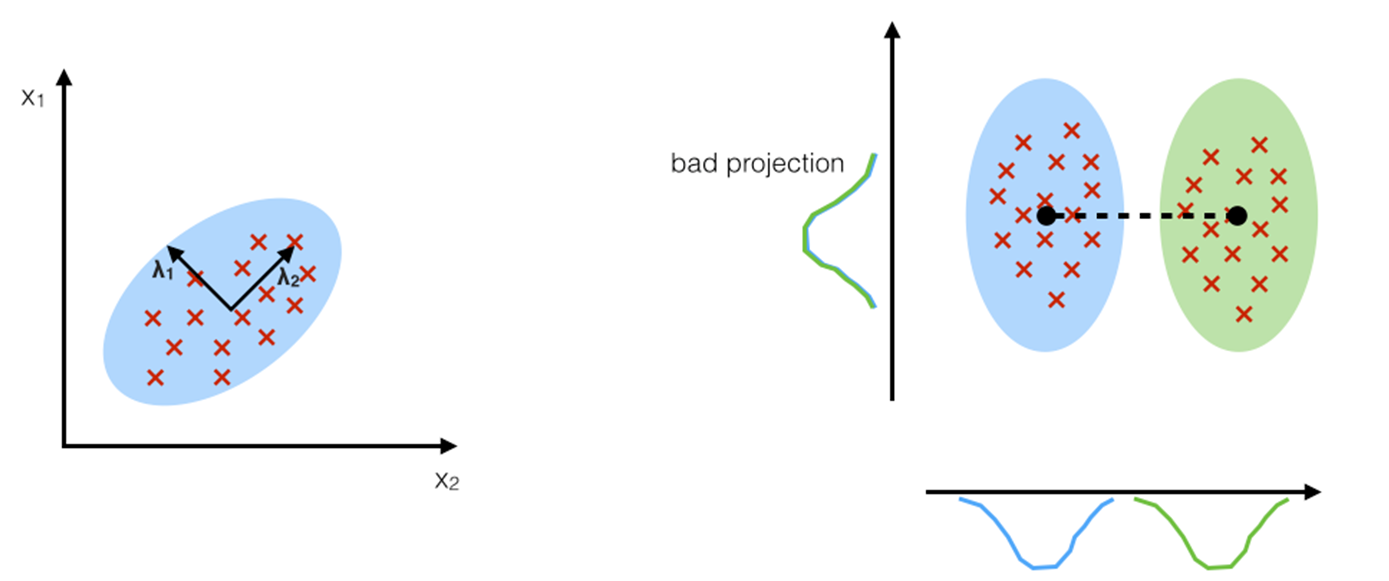 x₁
λ₁
λ₂
x₂
bad projection